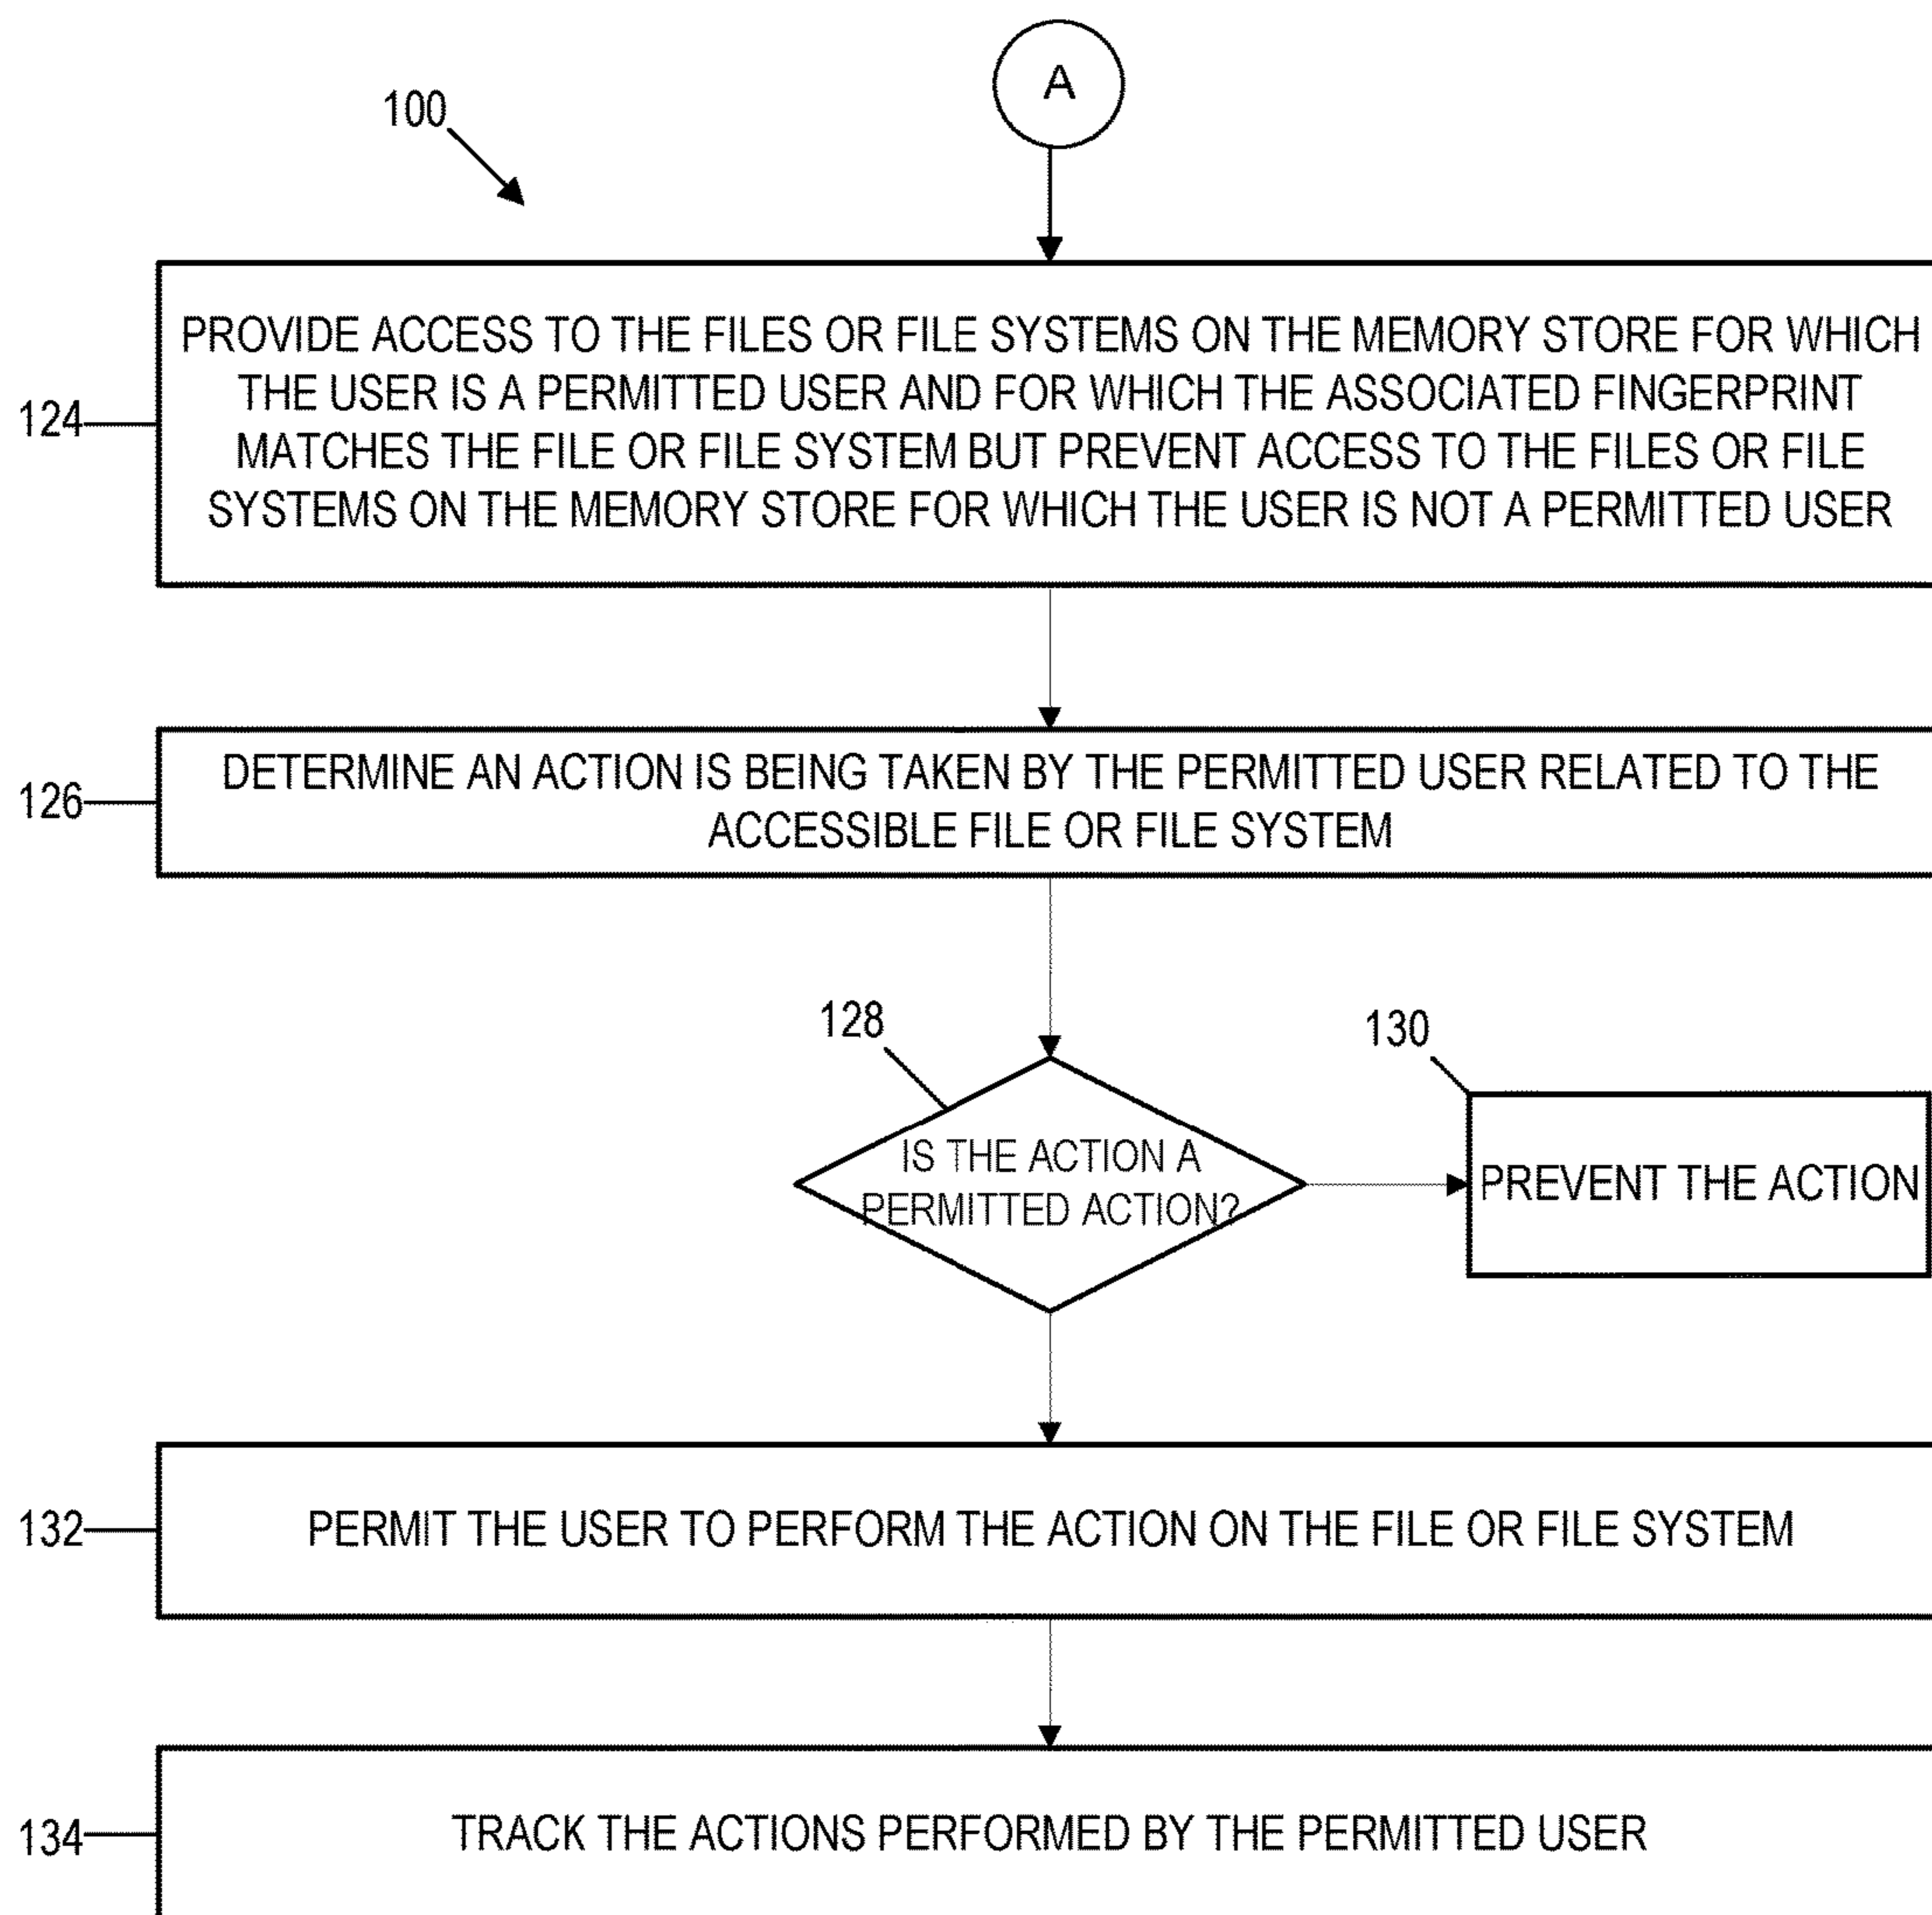 A
100
PROVIDE ACCESS TO THE FILES OR FILE SYSTEMS ON THE MEMORY STORE FOR WHICH
THE USER IS A PERMITTED USER AND FOR WHICH THE ASSOCIATED FINGERPRINT
MATCHES THE FILE OR FILE SYSTEM BUT PREVENT ACCESS TO THE FILES OR FILE
SYSTEMS ON THE MEMORY STORE FOR WHICH THE USER IS NOT A PERMITTED USER
124
DETERMINE AN ACTION IS BEING TAKEN BY THE PERMITTED USER RELATED TO THE
ACCESSIBLE FILE OR FILE SYSTEM
126
128
IS THE ACTION A
PERMITTED ACTION?
130
PREVENT THE ACTION
132
PERMIT THE USER TO PERFORM THE ACTION ON THE FILE OR FILE SYSTEM
134
TRACK THE ACTIONS PERFORMED BY THE PERMITTED USER